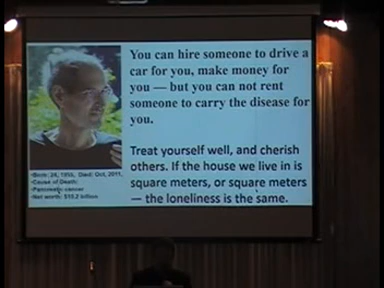 You can hire someone to drive a
car for you, make money for
you — but you can not rent
someone to carry the disease for
you.
Treat yourself well, and cherish
others. If the house we live in is
square meters, or square meters
— the loneliness is the same.
•Birth: 24, 1955, Died: Oct, 2011,
•Cause of Death:
•Pancreatic cancer
•Net worth: $10.2 billion